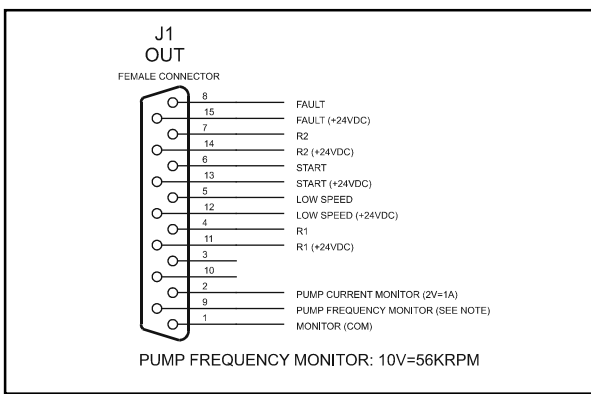 J1
OUT
FEMALE CONNECTOR
8 FAULT
15 FAULT (+24VDC)
7 R2
14 R2 (+24VDC)
6 START
13 START (+24VDC)
5 LOW SPEED
12 LOW SPEED (+24VDC)
4 R1
11 R1 (+24VDC)
3
10
2 PUMP CURRENT MONITOR (2V=1A)
9 PUMP FREQUENCY MONITOR (SEE NOTE)
1 MONITOR (COM)
PUMP FREQUENCY MONITOR: 10V=56KRPM